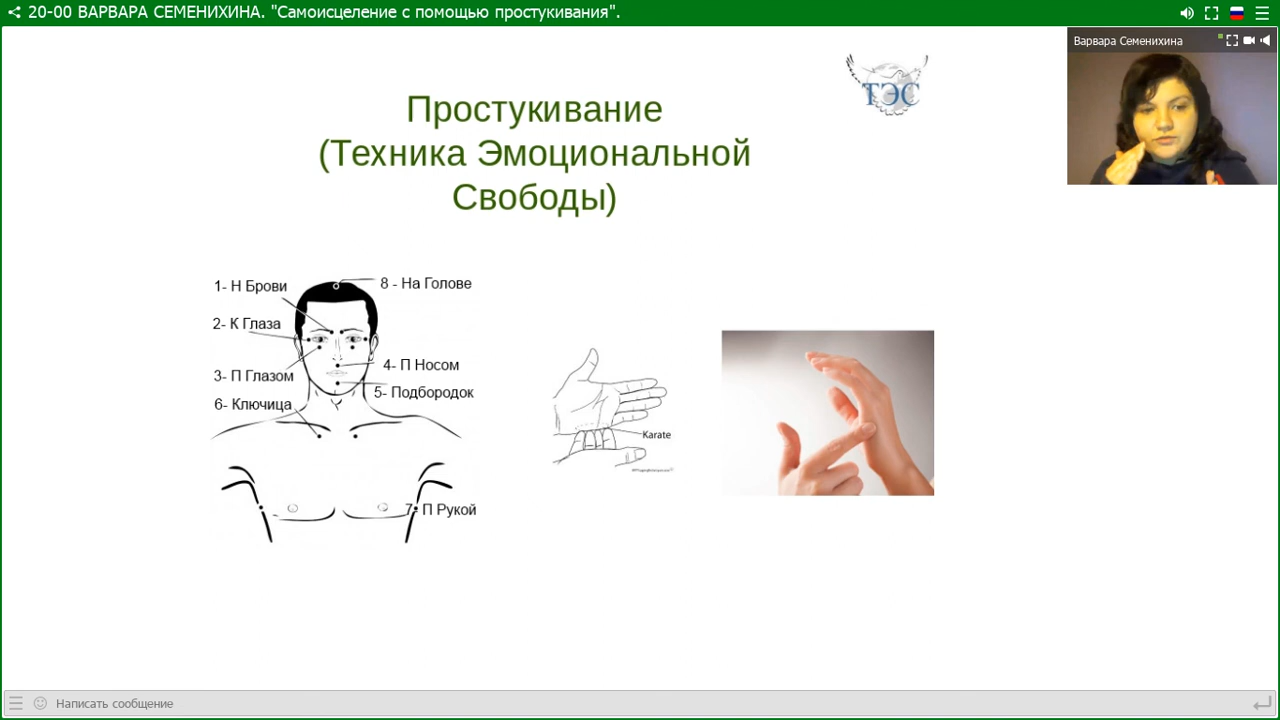 20-00 ВАРВАРА СЕМЕНИХИНА. "Самоисцеление с помощью простукивания".
Варвара Семенихина
ТЭС
Простукивание
(Техника Эмоциональной
Свободы)
1- Н Брови
8 - На Голове
2- К Глаза
4- П Носом
3- П Глазом
5- Подбородок
6- Ключица
Karate
7- П Рукой
Написать сообщение